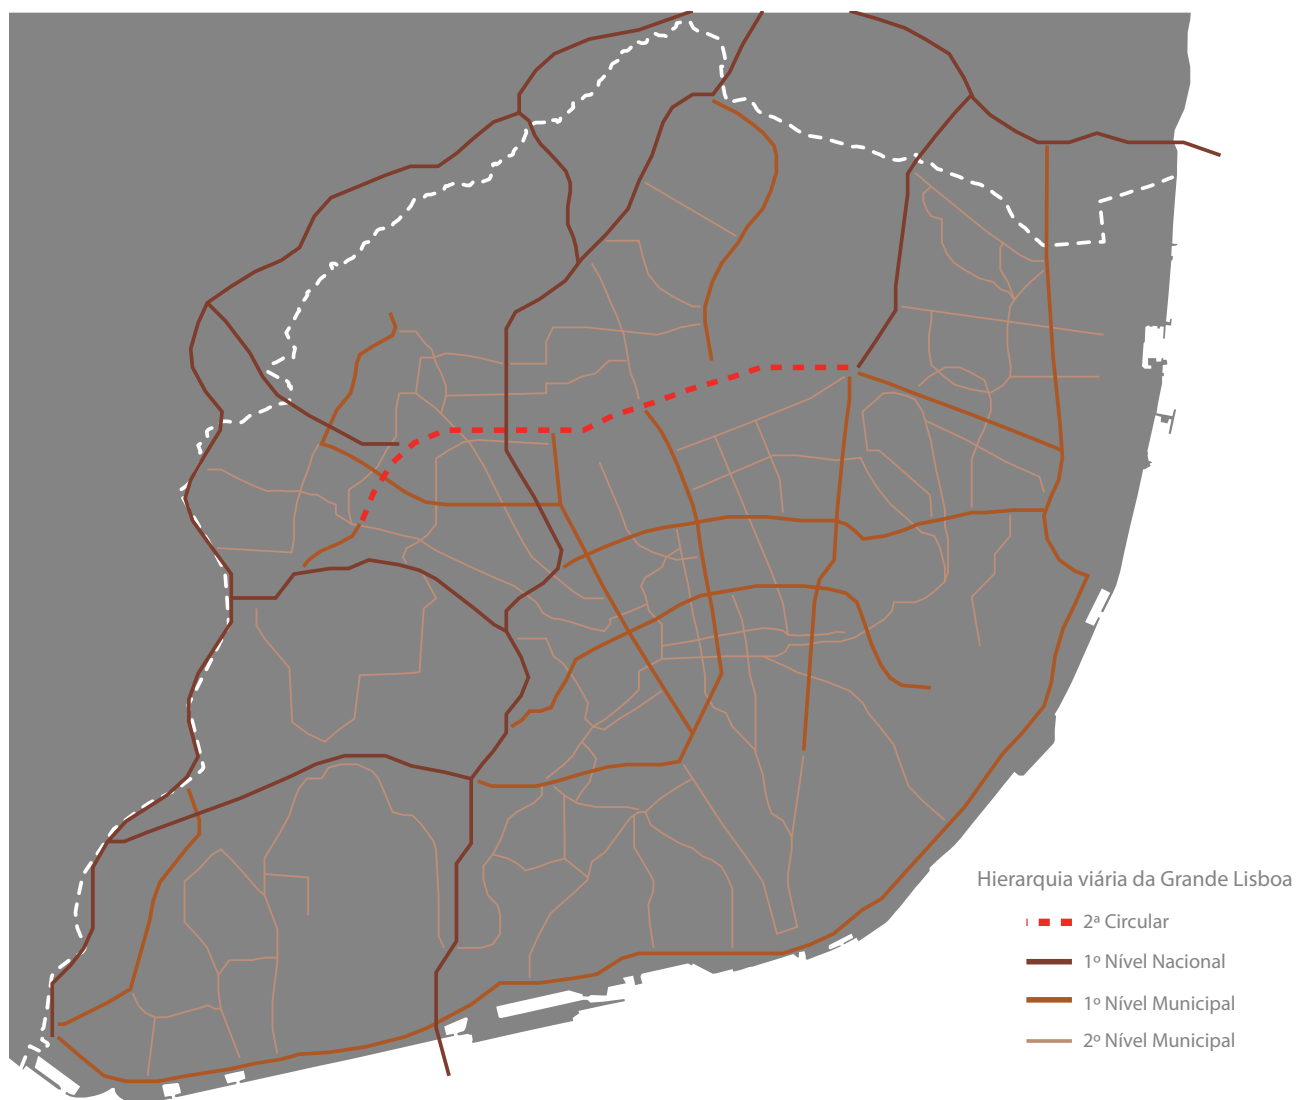 Hierarquia viária da Grande Lisboa
2ª Circular
1º Nível Nacional
1º Nível Municipal
2º Nível Municipal